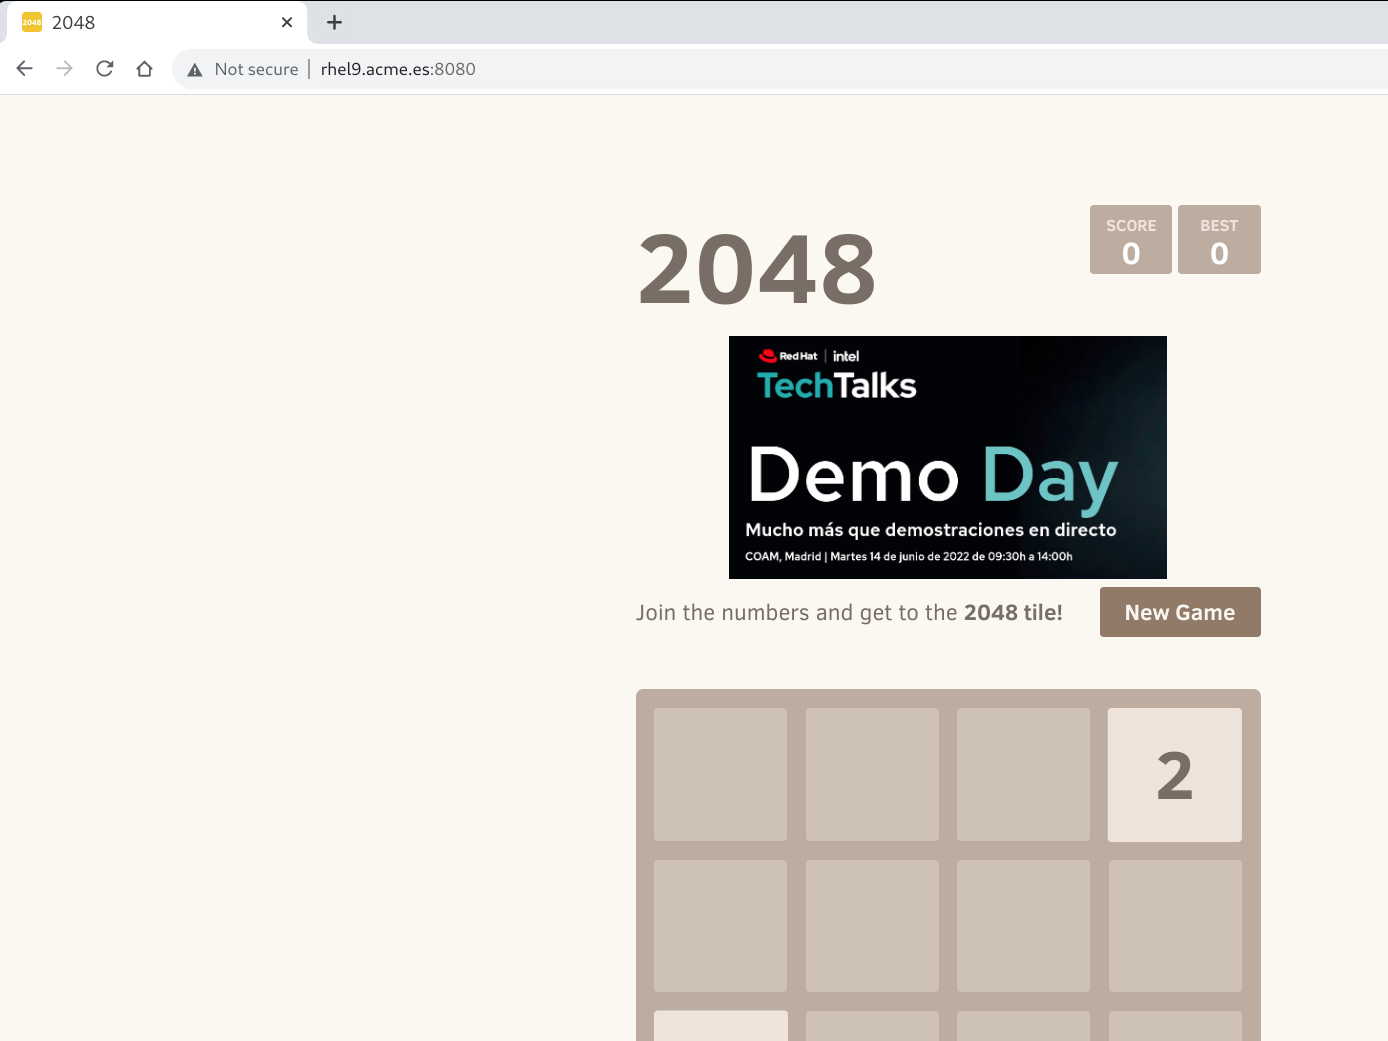 2048
2048
Not secure | rhel9.acme.es:8080
SCORE
0
BEST
0
2048
Red Hat | intel
TechTalks
Demo Day
Mucho más que demostraciones en directo
COAM, Madrid | Martes 14 de junio de 2022 de 09:30h a 14:00h
Join the numbers and get to the 2048 tile!
New Game
2